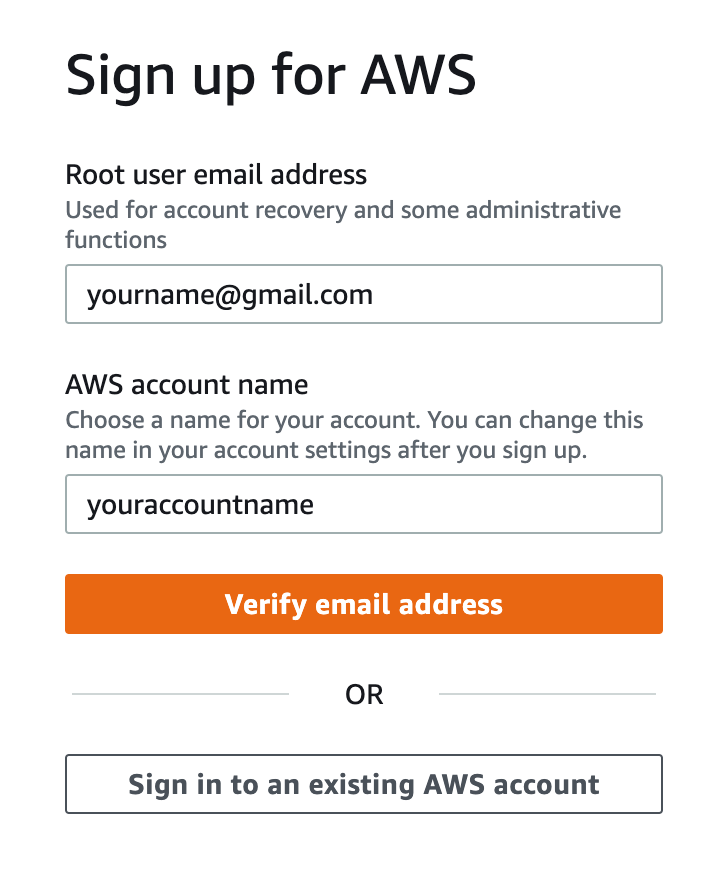 Sign up for AWS
Root user email address
Used for account recovery and some administrative
functions
yourname@gmail.com
AWS account name
Choose a name for your account. You can change this
name in your account settings after you sign up.
youraccountname
Verify email address
OR
Sign in to an existing AWS account